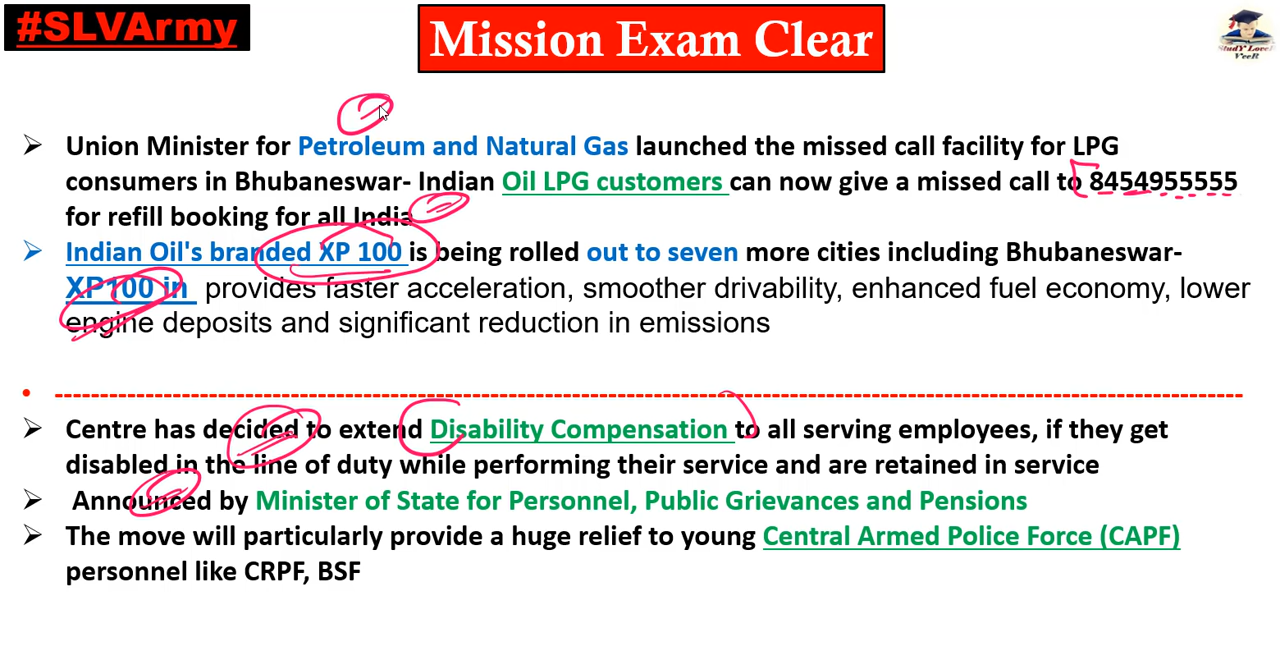 #SLVArmy
Mission Exam Clear
StudY LoveR
VeeR
➢ Union Minister for Petroleum and Natural Gas launched the missed call facility for LPG
consumers in Bhubaneswar- Indian Oil LPG customers can now give a missed call to 8454955555
for refill booking for all India
➢ Indian Oil's branded XP 100 is being rolled out to seven more cities including Bhubaneswar-
XP100 in provides faster acceleration, smoother drivability, enhanced fuel economy, lower
engine deposits and significant reduction in emissions
➢ Centre has decided to extend Disability Compensation to all serving employees, if they get
disabled in the line of duty while performing their service and are retained in service
➢ Announced by Minister of State for Personnel, Public Grievances and Pensions
➢ The move will particularly provide a huge relief to young Central Armed Police Force (CAPF)
personnel like CRPF, BSF